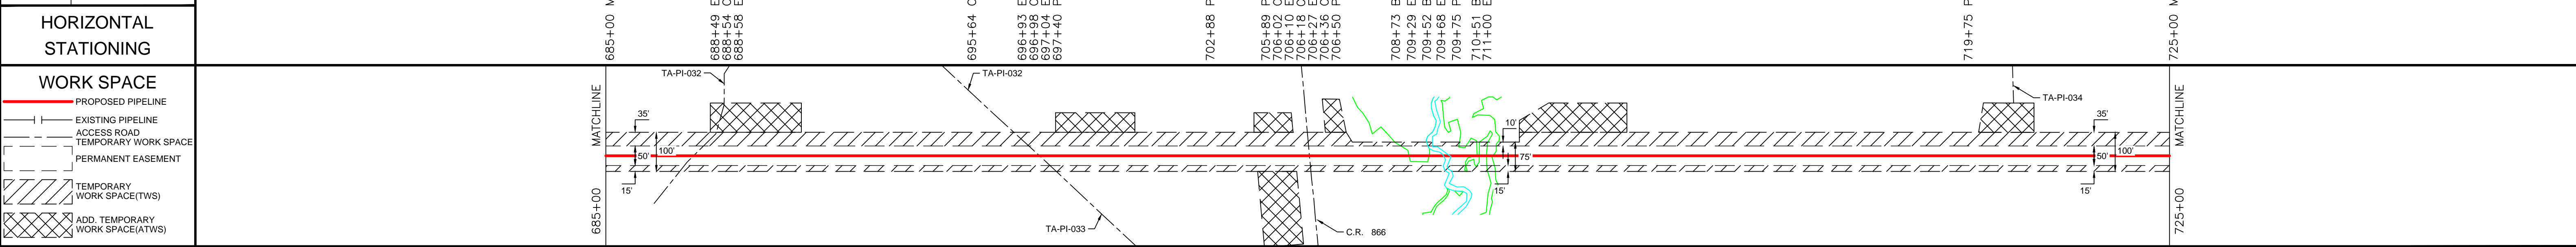 HORIZONTAL
STATIONING
685+00 M
688+49 E
688+54 C
688+58 E
695+64 C
696+93 E
696+98 C
697+04 E
697+40 P
702+88 P
705+89 P
706+02 C
706+10 E
706+18 C
706+27 E
706+36 C
706+50 P
708+73 B
709+29 E
709+52 B
709+68 E
709+75 P
710+51 B
711+00 E
719+75 P
725+00 M
WORK SPACE
PROPOSED PIPELINE
EXISTING PIPELINE
ACCESS ROAD
TEMPORARY WORK SPACE
PERMANENT EASEMENT
TEMPORARY
WORK SPACE(TWS)
ADD. TEMPORARY
WORK SPACE(ATWS)
MATCHLINE
685+00
35'
50'
100'
15'
TA-PI-032
TA-PI-032
TA-PI-033
C.R. 866
10'
75'
15'
TA-PI-034
35'
50'
100'
15'
MATCHLINE
725+00